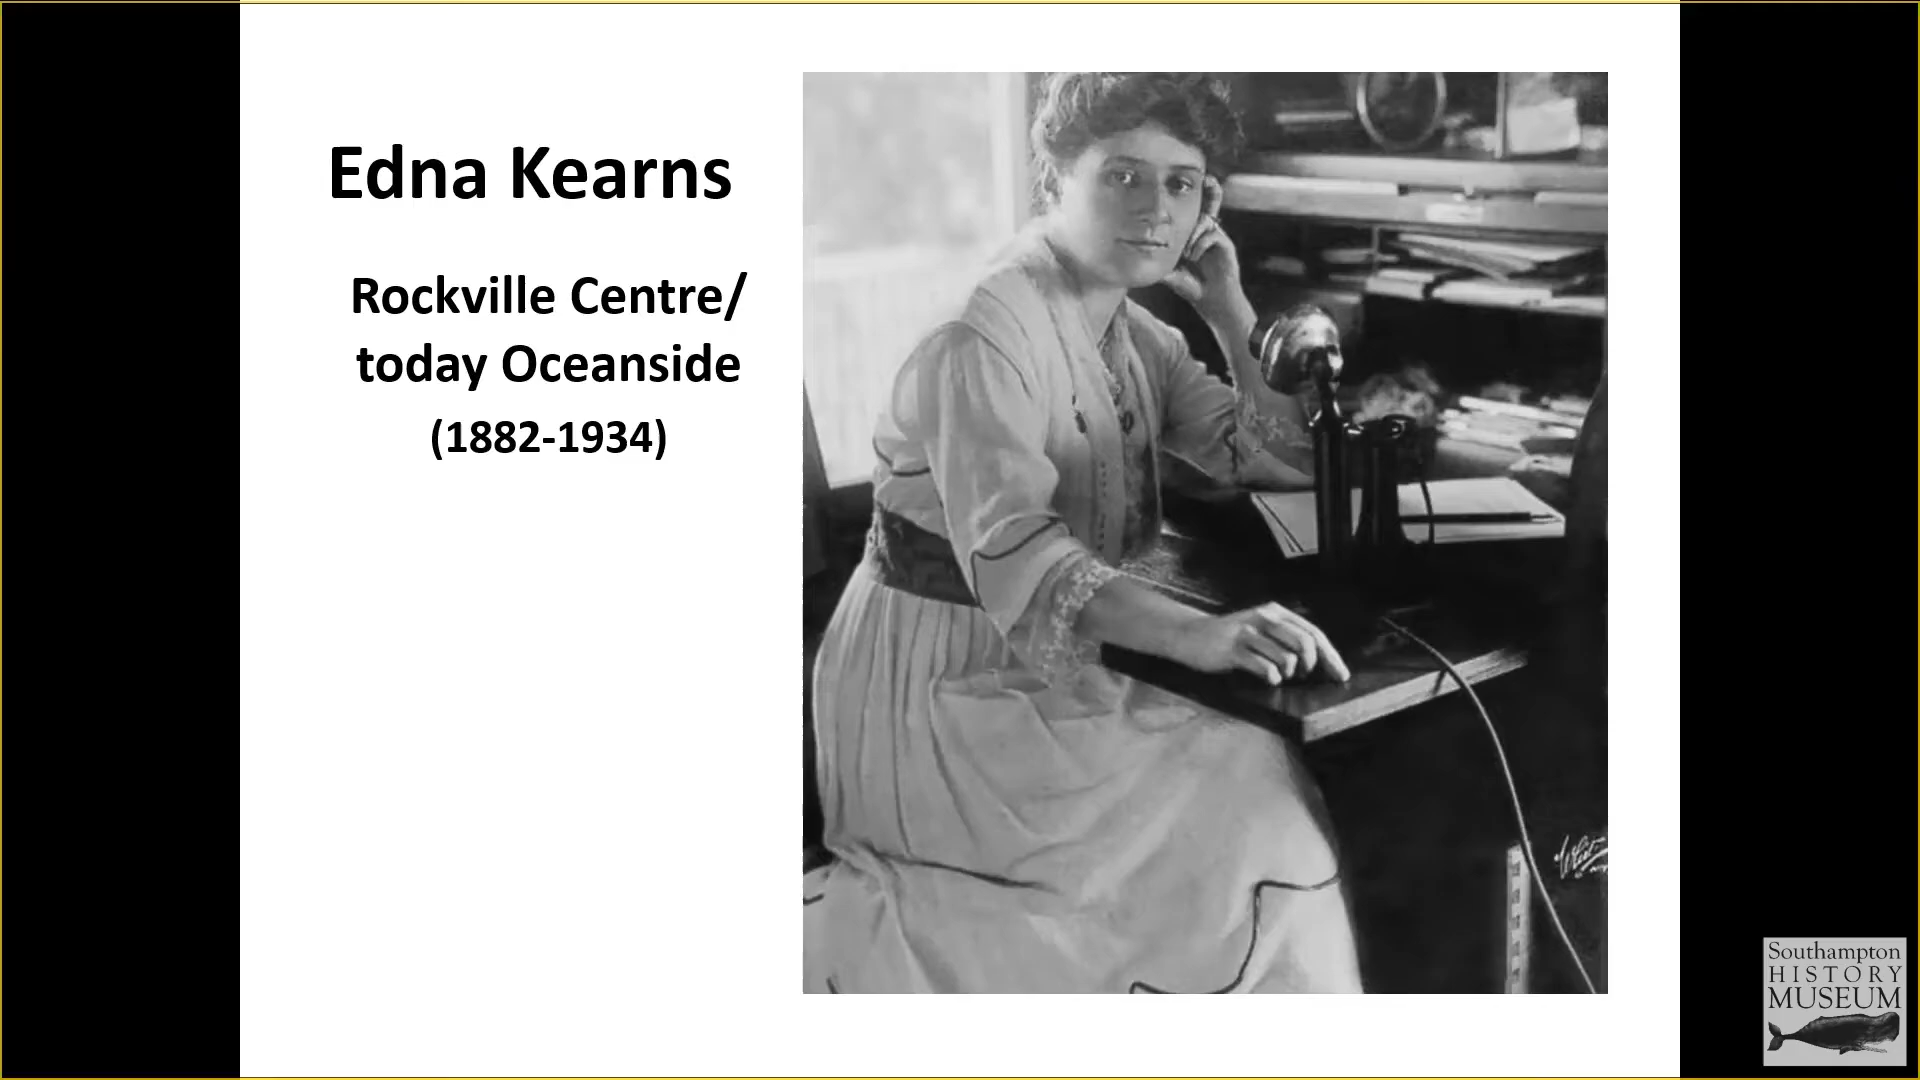 Edna Kearns
Rockville Centre/
today Oceanside
(1882-1934)
Southampton
HISTORY
MUSEUM